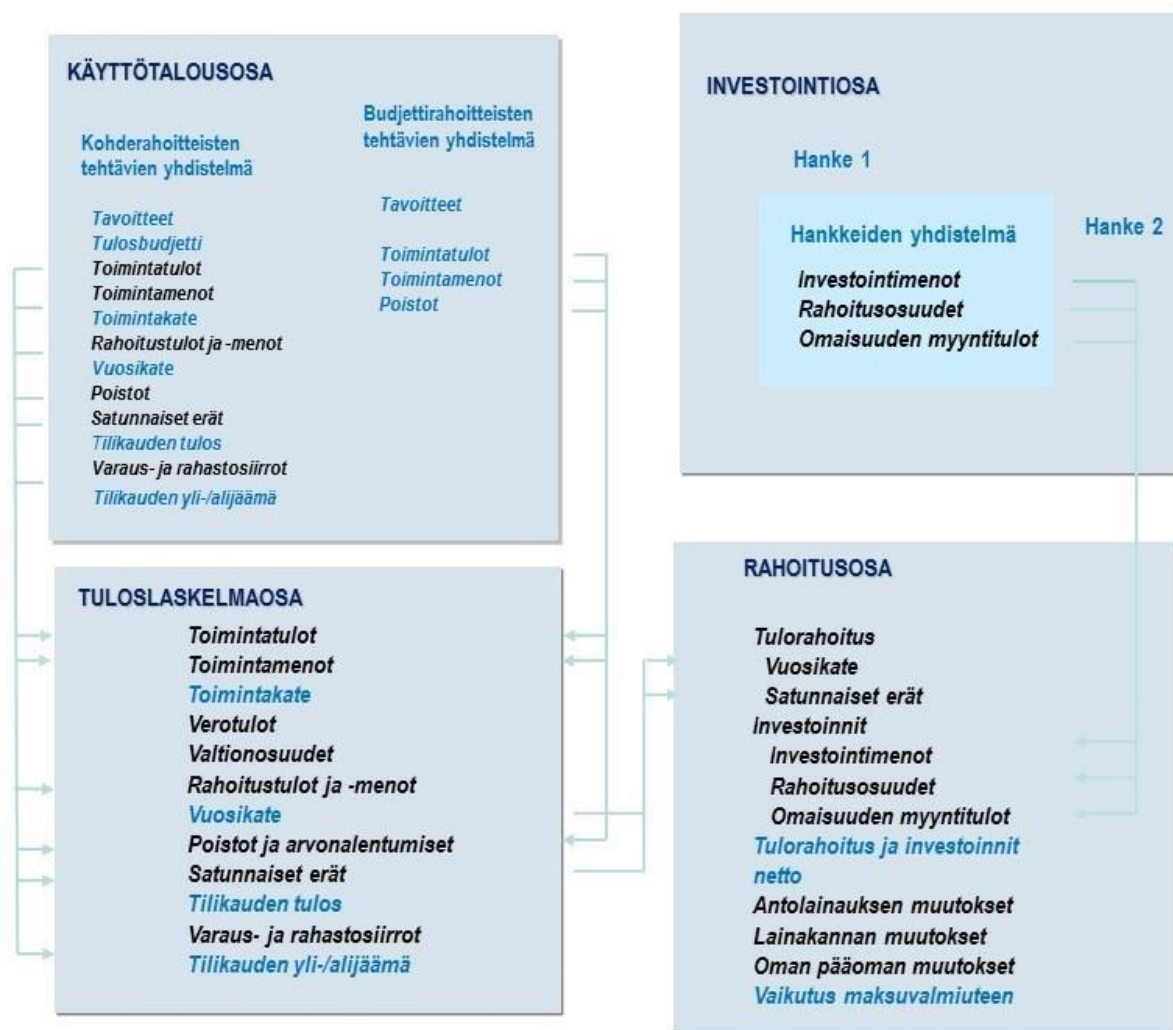 KÄYTTÖTALOUSOSA
Kohderahoitteisten
tehtävien yhdistelmä
Tavoitteet
Tulosbudjetti
Toimintatulot
Toimintamenot
Toimintakate
Rahoitustulot ja -menot
Vuosikate
Poistot
Satunnaiset erät
Tilikauden tulos
Varaus- ja rahastosiirrot
Tilikauden yli-/alijäämä
Budjettirahoitteisten
tehtävien yhdistelmä
Tavoitteet
Toimintatulot
Toimintamenot
Poistot
INVESTOINTIOSA
Hanke 1
Hanke 2
Hankkeiden yhdistelmä
Investointimenot
Rahoitusosuudet
Omaisuuden myyntitulot
TULOSLASKELMAOSA
Toimintatulot
Toimintamenot
Toimintakate
Verotulot
Valtionosuudet
Rahoitustulot ja -menot
Vuosikate
Poistot ja arvonalentumiset
Satunnaiset erät
Tilikauden tulos
Varaus- ja rahastosiirrot
Tilikauden yli-/alijäämä
RAHOITUSOSA
Tulorahoitus
Vuosikate
Satunnaiset erät
Investoinnit
Investointimenot
Rahoitusosuudet
Omaisuuden myyntitulot
Tulorahoitus ja investoinnit
netto
Antolainauksen muutokset
Lainakannan muutokset
Oman pääoman muutokset
Vaikutus maksuvalmiuteen